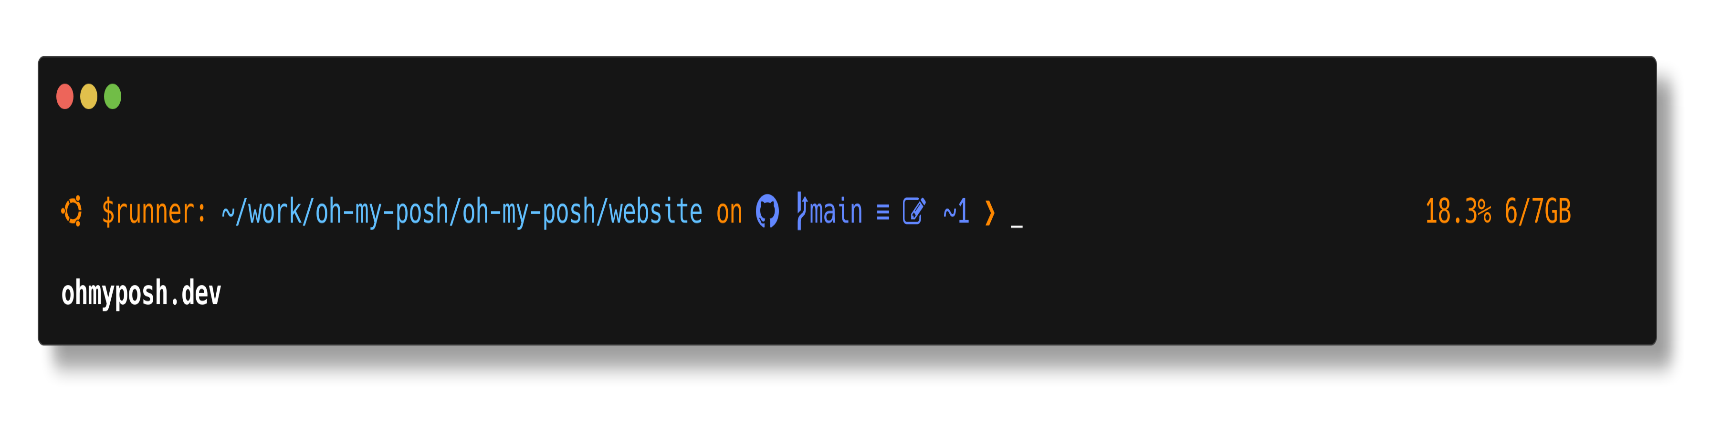 $runner: ~/work/oh-my-posh/oh-my-posh/website on main ≡ ~1 ❯ _ 18.3% 6/7GB
ohmyposh.dev